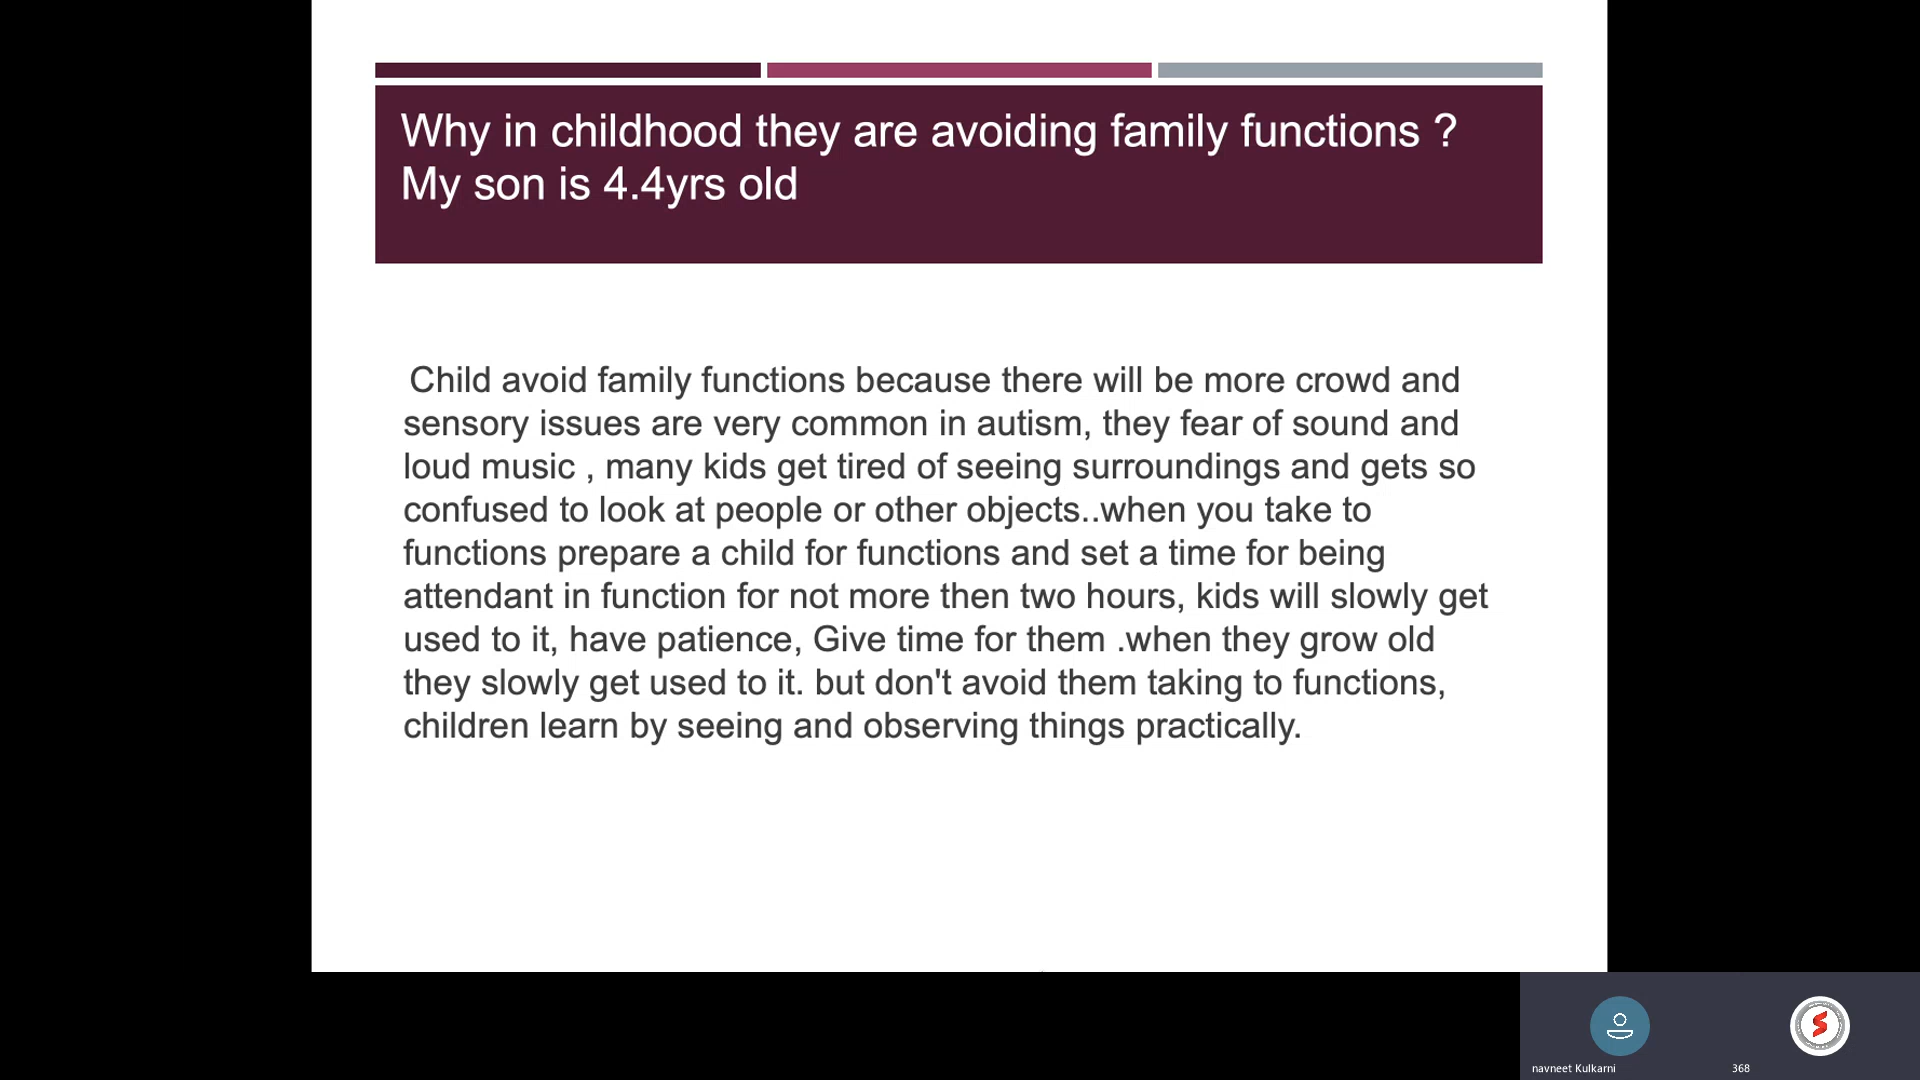 Why in childhood they are avoiding family functions ?
My son is 4.4yrs old
Child avoid family functions because there will be more crowd and
sensory issues are very common in autism, they fear of sound and
loud music , many kids get tired of seeing surroundings and gets so
confused to look at people or other objects..when you take to
functions prepare a child for functions and set a time for being
attendant in function for not more then two hours, kids will slowly get
used to it, have patience, Give time for them .when they grow old
they slowly get used to it. but don't avoid them taking to functions,
children learn by seeing and observing things practically.
navneet Kulkarni
368